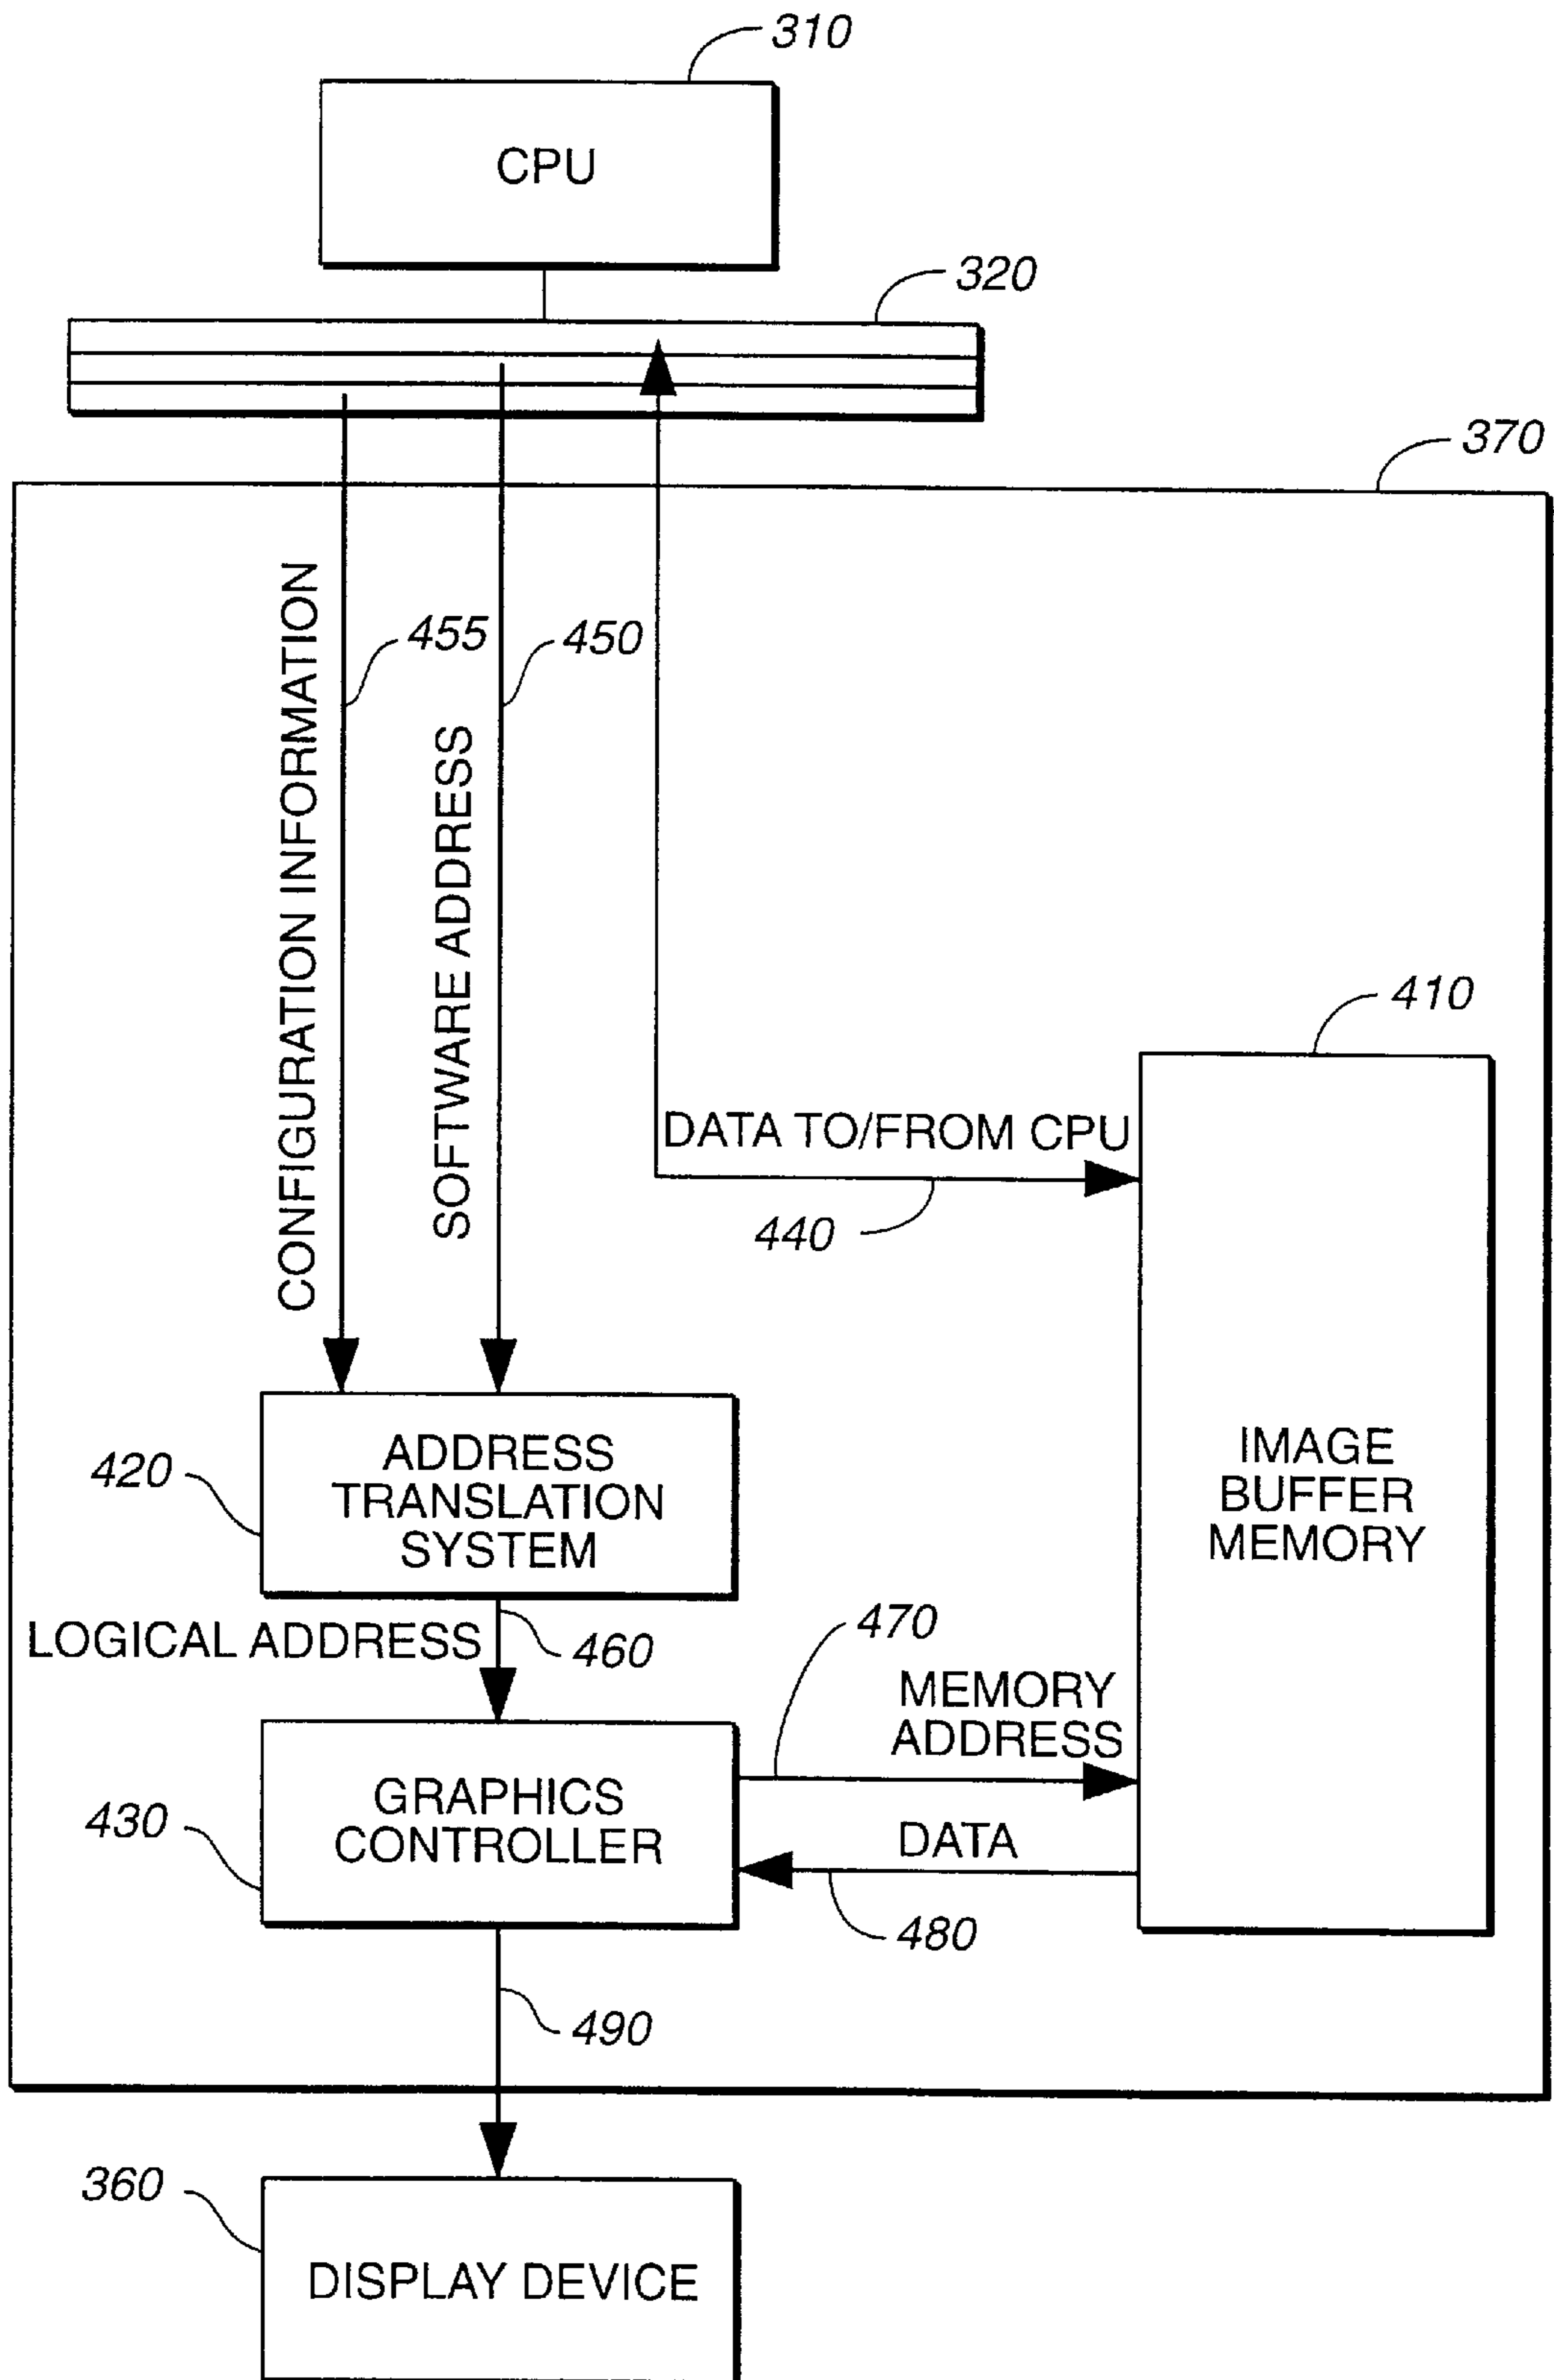 310
CPU
320
370
CONFIGURATION INFORMATION
455
SOFTWARE ADDRESS
450
410
DATA TO/FROM CPU
440
IMAGE
BUFFER
MEMORY
420
ADDRESS
TRANSLATION
SYSTEM
LOGICAL ADDRESS
460
470
MEMORY
ADDRESS
430
GRAPHICS
CONTROLLER
DATA
480
490
360
DISPLAY DEVICE